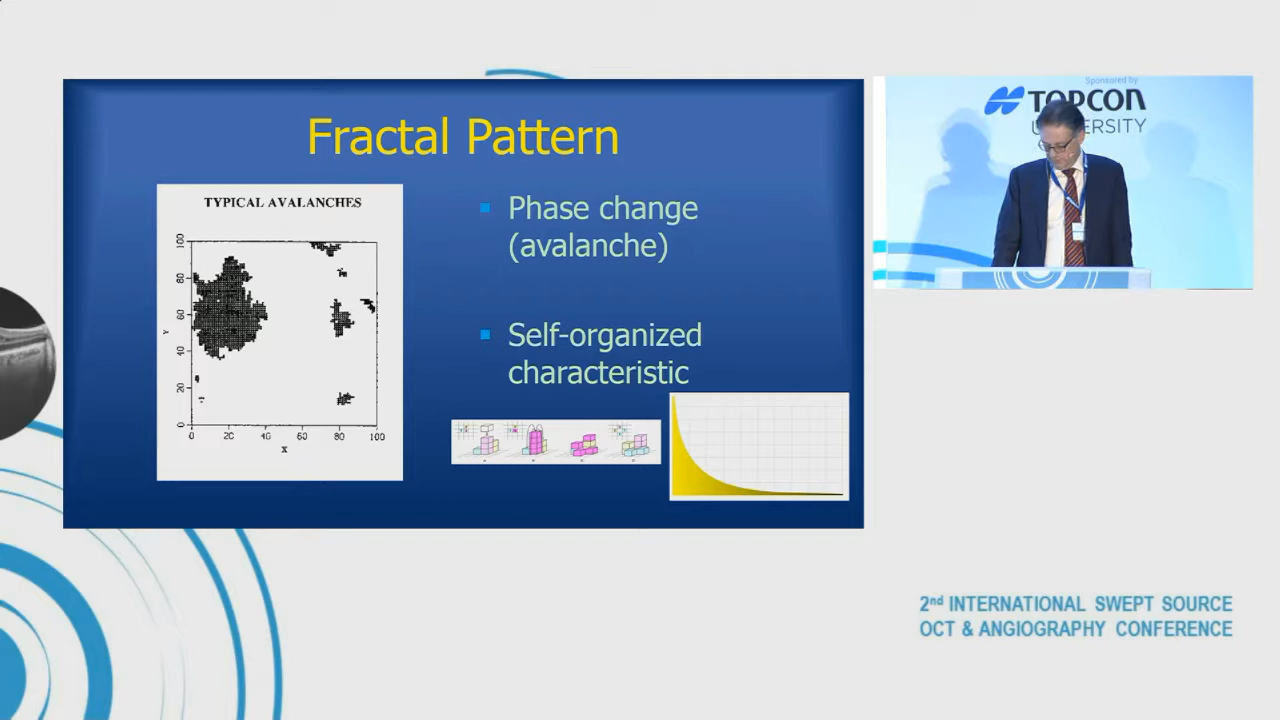 Fractal Pattern
TYPICAL AVALANCHES
100
80
60
40
20
0
Y
0 20 40 60 80 100
X
Phase change
(avalanche)
Self-organized
characteristic
Sponsored by
TOPCON
UNIVERSITY
2nd INTERNATIONAL SWEPT SOURCE
OCT & ANGIOGRAPHY CONFERENCE